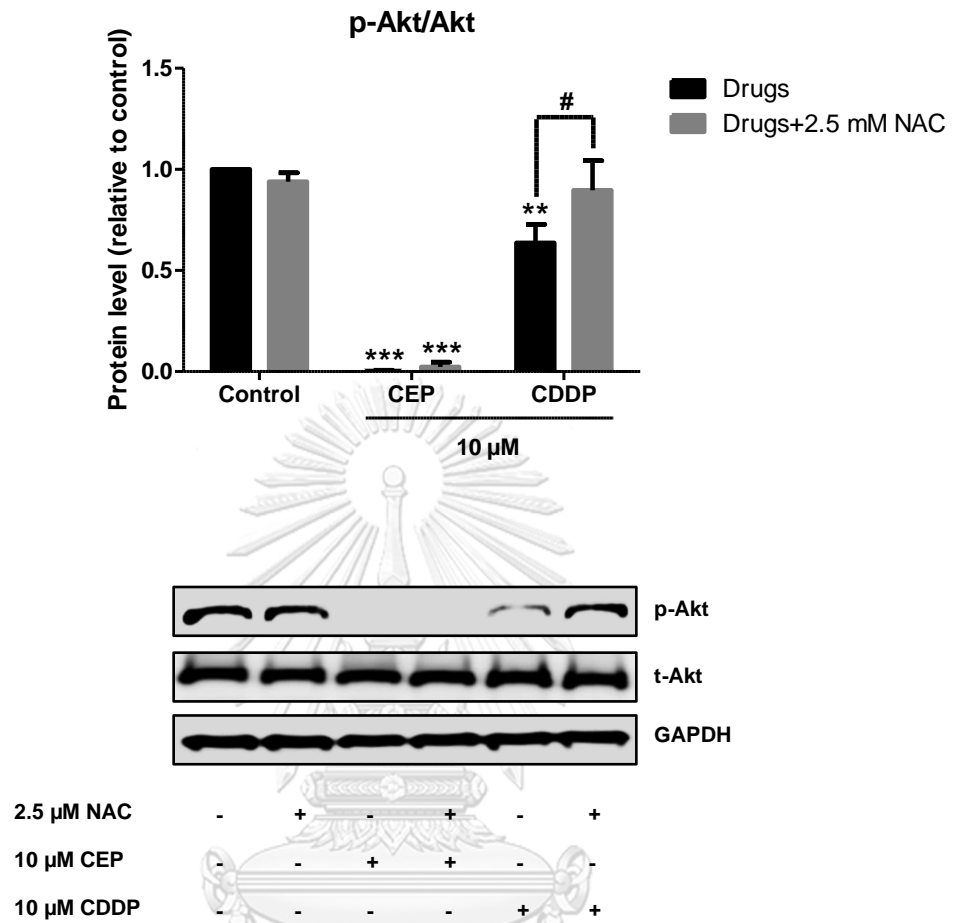 p-Akt/Akt
Protein level (relative to control)
1.5
1.0
0.5
0.0
Drugs
Drugs+2.5 mM NAC
#
**
*** ***
Control CEP CDDP
10 µM
p-Akt
t-Akt
GAPDH
2.5 µM NAC - + - + - +
10 µM CEP - - + + - -
10 µM CDDP - - - - + +